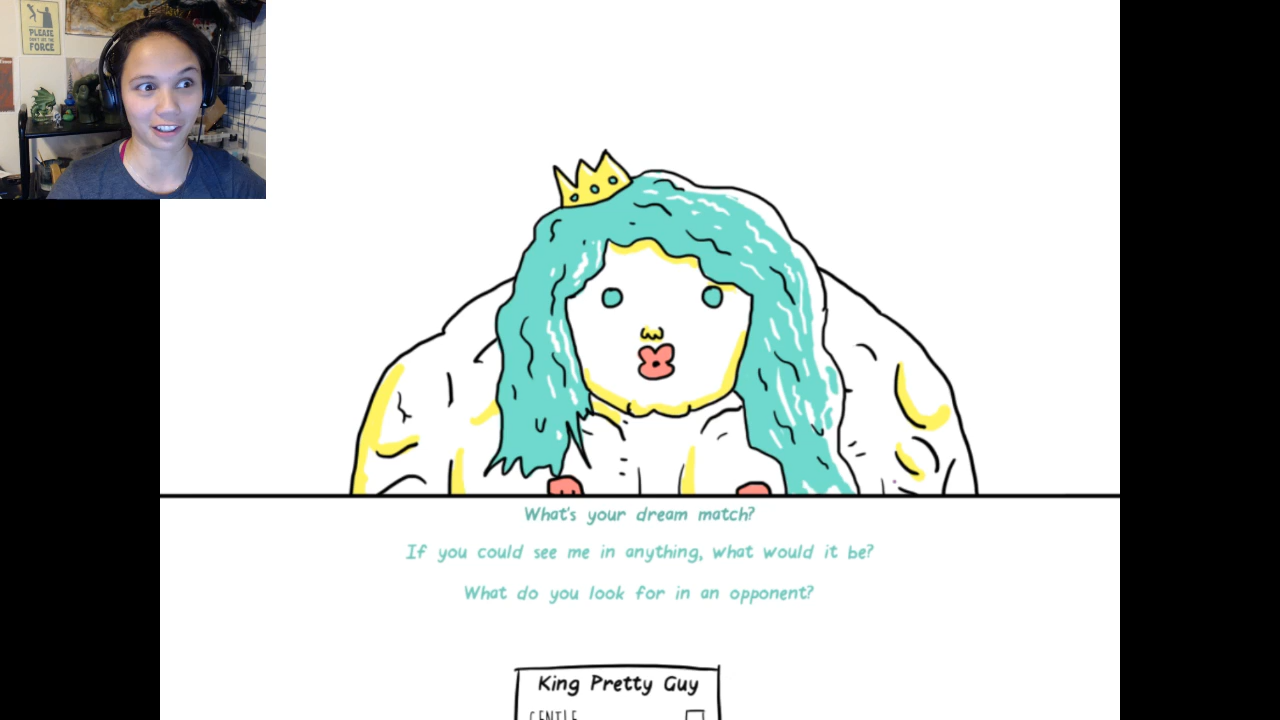 PLEASE
FORCE
What's your dream match?
If you could see me in anything, what would it be?
What do you look for in an opponent?
King Pretty Guy
GENTLE